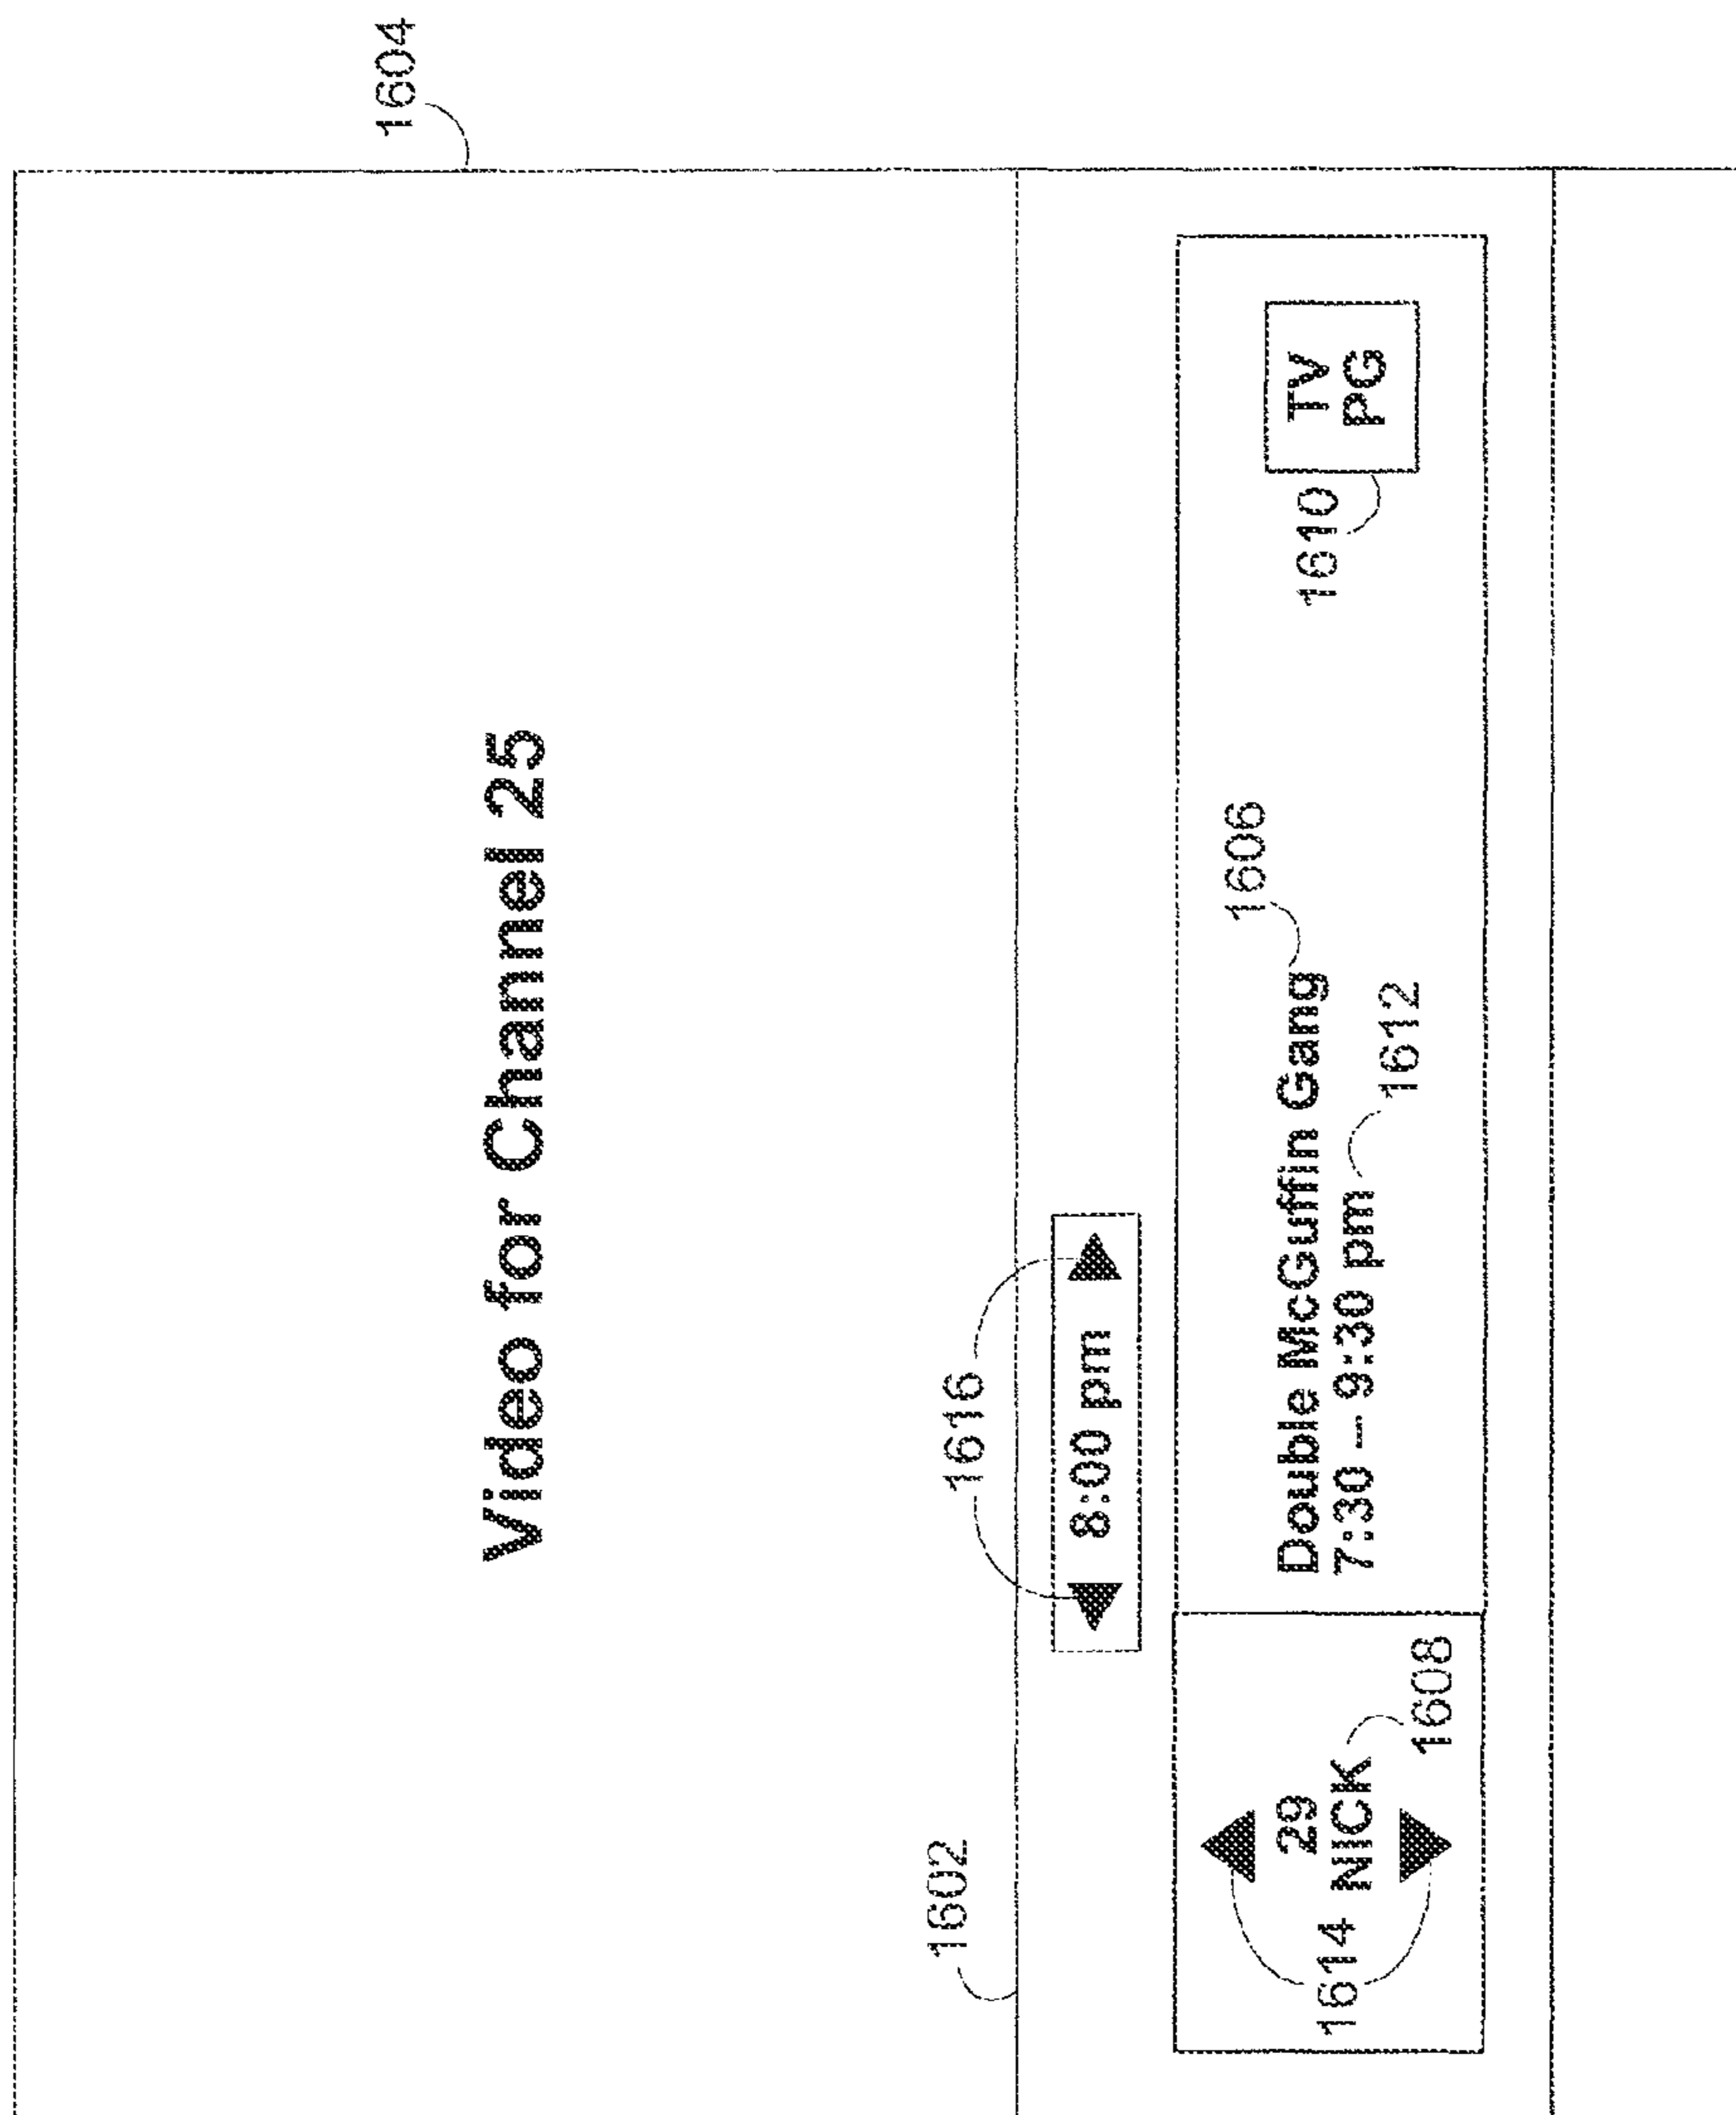 1604
Video for Channel 25
1602
1616
8:00 pm
1606
29
1614 NICK
1608
Double McGuffin Gang
7:30 – 9:30 pm
1612
1610
TV
PG